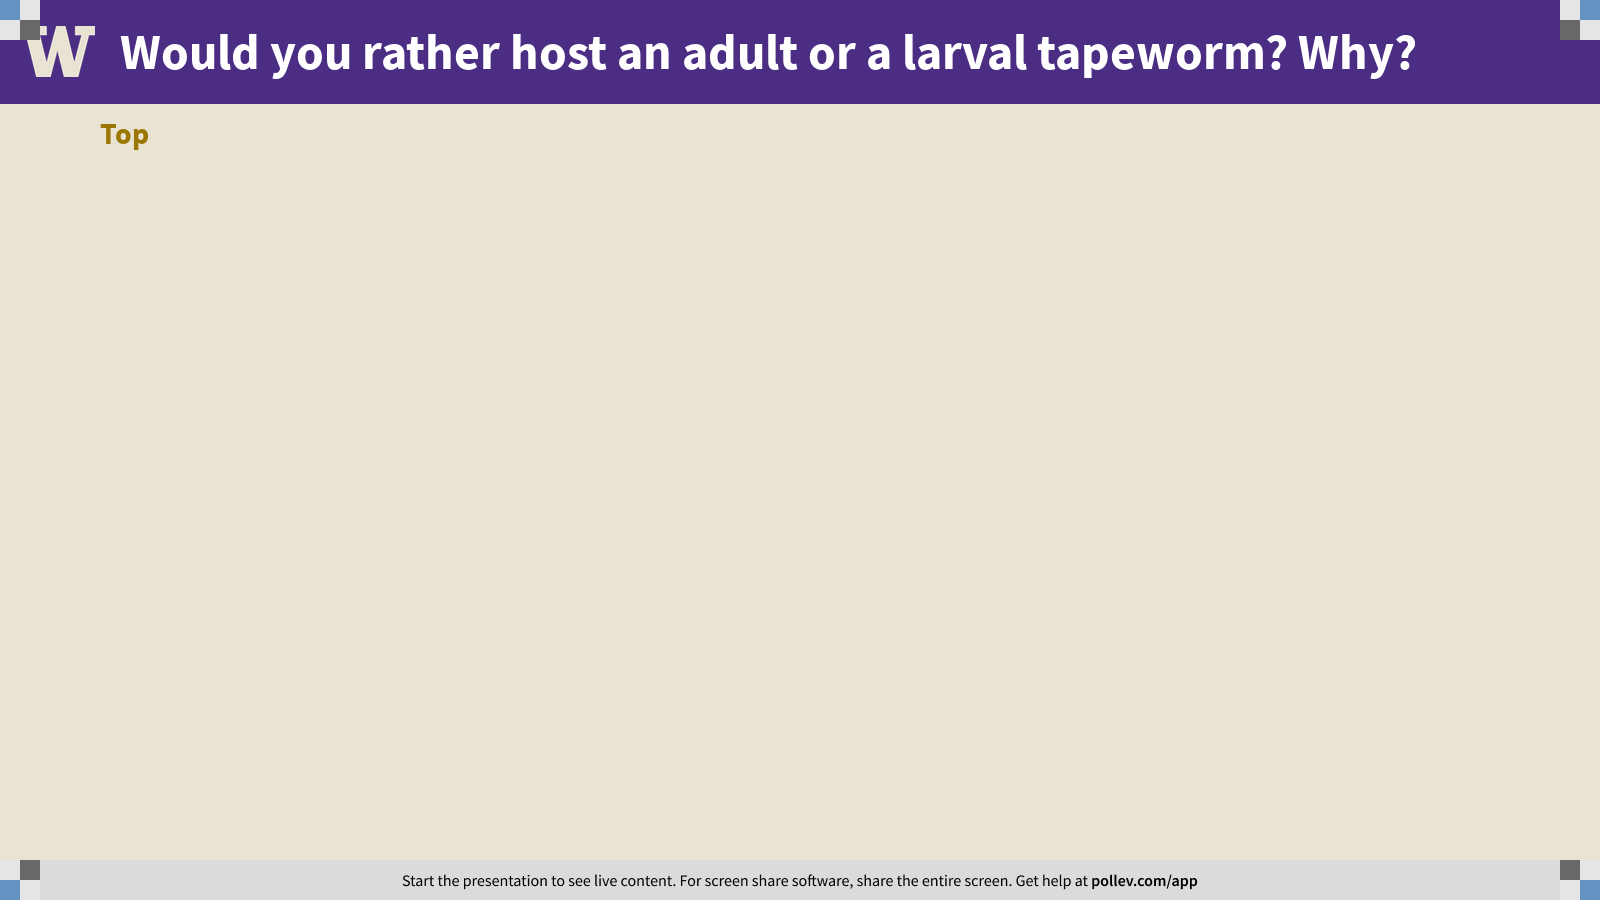 W Would you rather host an adult or a larval tapeworm? Why?
Top
Start the presentation to see live content. For screen share software, share the entire screen. Get help at pollev.com/app